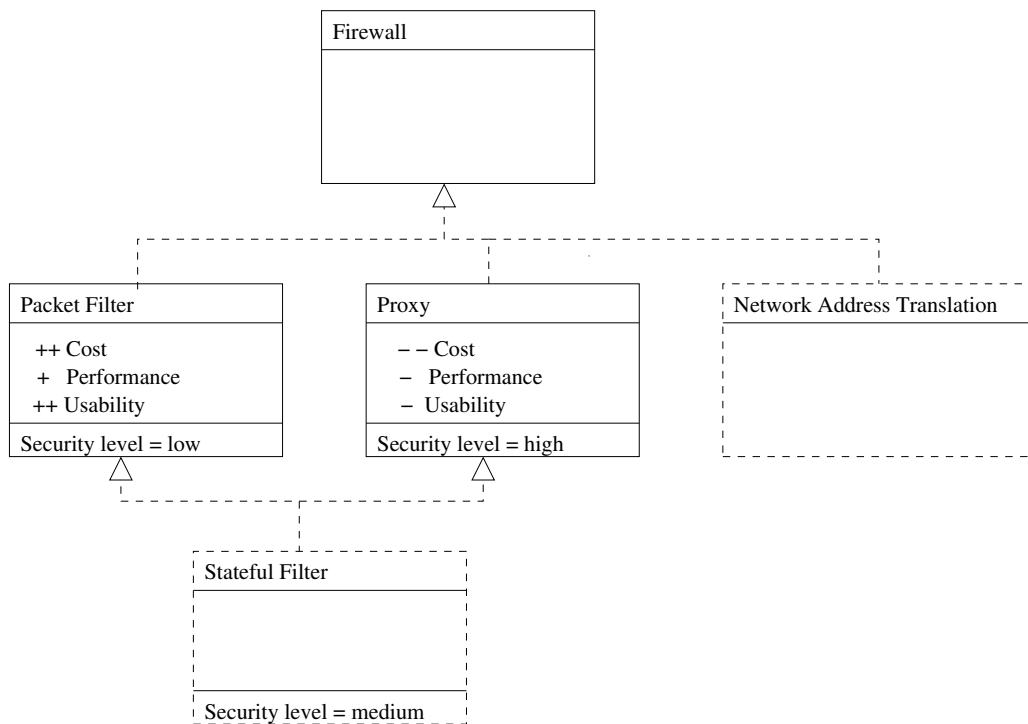 Firewall
Packet Filter
++ Cost
+ Performance
++ Usability
Security level = low
Proxy
− − Cost
− Performance
− Usability
Security level = high
Network Address Translation
Stateful Filter
Security level = medium